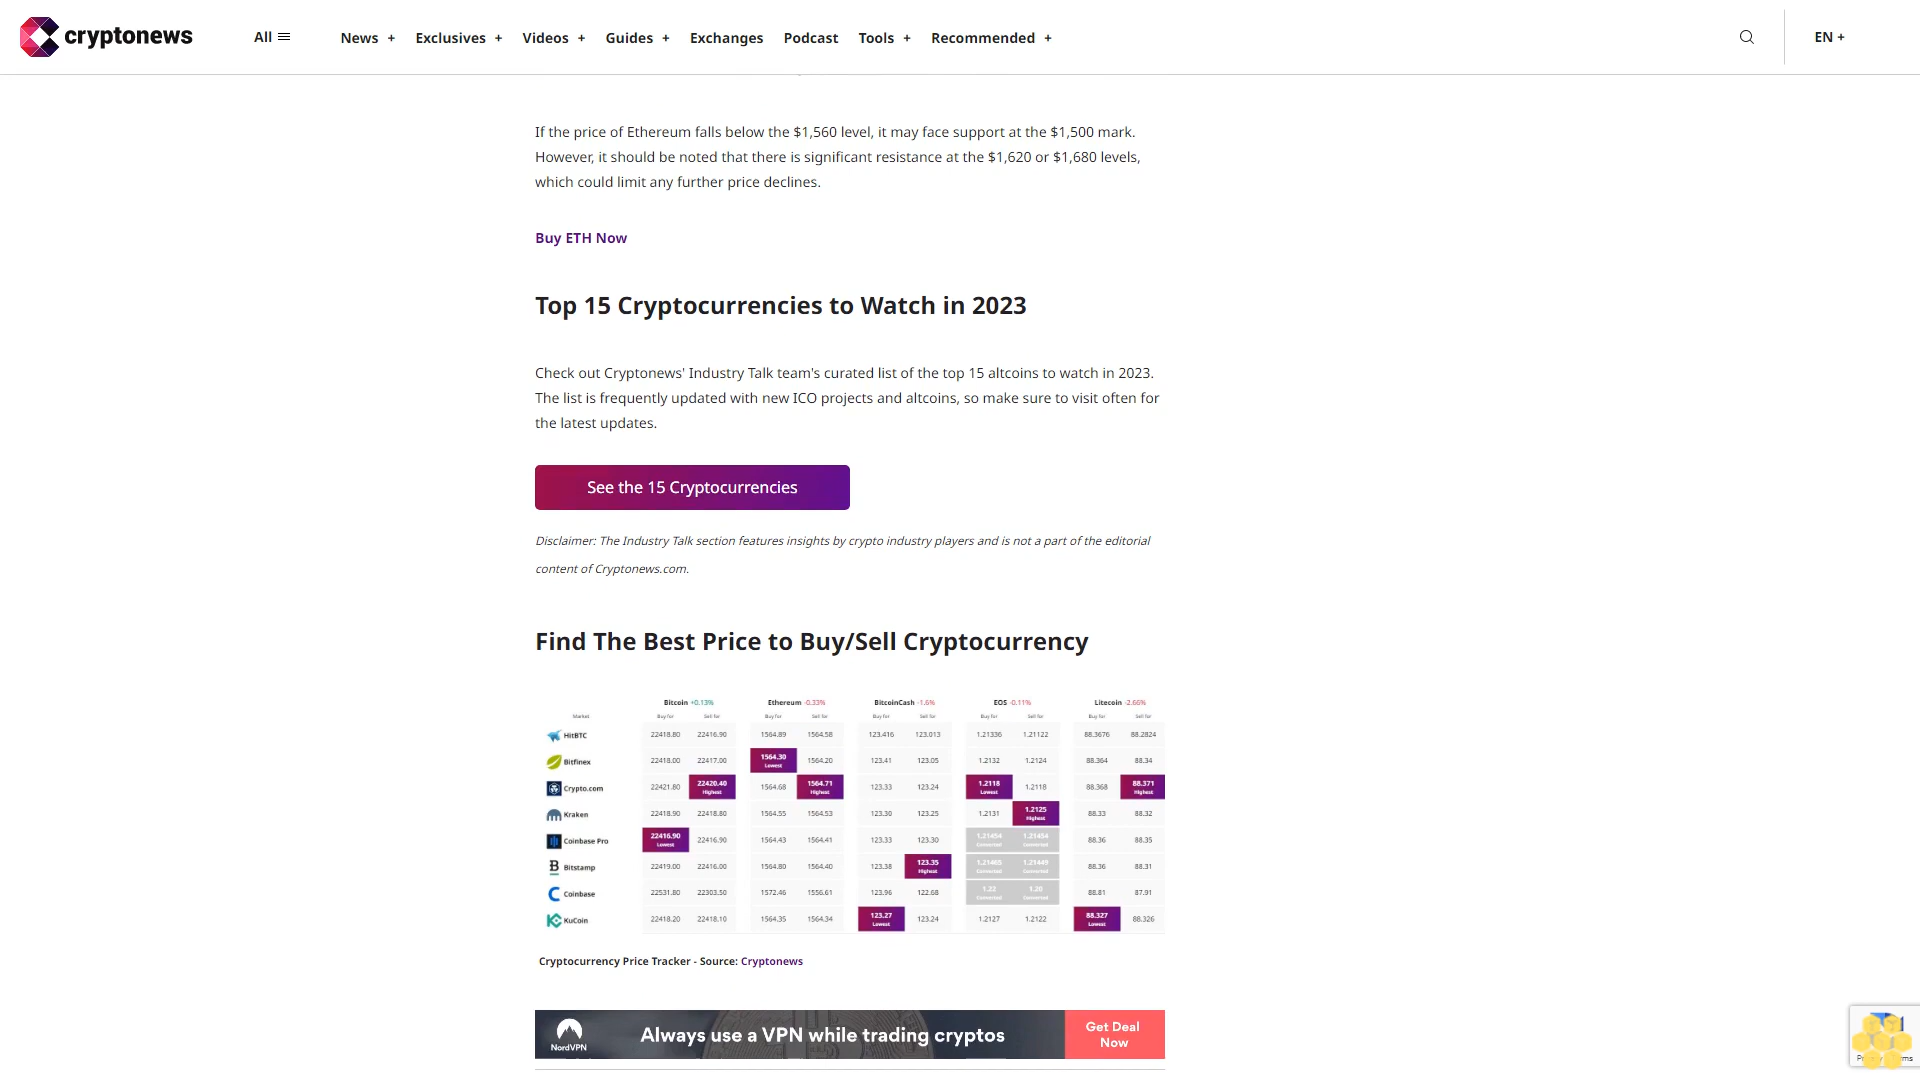 cryptonews All News + Exclusives + Videos + Guides + Exchanges Podcast Tools + Recommended + EN +
If the price of Ethereum falls below the $1,560 level, it may face support at the $1,500 mark.
However, it should be noted that there is significant resistance at the $1,620 or $1,680 levels,
which could limit any further price declines.
Buy ETH Now
Top 15 Cryptocurrencies to Watch in 2023
Check out Cryptonews' Industry Talk team's curated list of the top 15 altcoins to watch in 2023.
The list is frequently updated with new ICO projects and altcoins, so make sure to visit often for
the latest updates.
See the 15 Cryptocurrencies
Disclaimer: The Industry Talk section features insights by crypto industry players and is not a part of the editorial
content of Cryptonews.com.
Find The Best Price to Buy/Sell Cryptocurrency
Bitcoin +0.13% Ethereum -0.33% BitcoinCash -1.6% EOS -0.11% Litecoin -2.66%
Market Buy for Sell for Buy for Sell for Buy for Sell for Buy for Sell for Buy for Sell for
HitBTC 22418.80 22416.90 1564.89 1564.58 123.416 123.013 1.21336 1.21122 88.3676 88.2824
Bitfinex 22418.00 22417.00 1564.30 Lowest 1564.20 123.41 123.05 1.2132 1.2124 88.364 88.34
Crypto.com 22421.80 22420.40 Highest 1564.68 1564.71 Highest 123.33 123.24 1.2118 Lowest 1.2118 88.368 88.371 Highest
Kraken 22418.90 22418.80 1564.55 1564.53 123.30 123.25 1.2131 1.2125 Highest 88.33 88.32
Coinbase Pro 22416.90 Lowest 22416.90 1564.43 1564.41 123.33 123.30 1.21454 Converted 1.21454 Converted 88.36 88.35
Bitstamp 22419.00 22416.00 1564.80 1564.40 123.38 123.35 Highest 1.21465 Converted 1.21449 Converted 88.36 88.31
Coinbase 22531.80 22303.50 1572.46 1556.61 123.96 122.68 1.22 Converted 1.20 Converted 88.81 87.91
KuCoin 22418.20 22418.10 1564.35 1564.34 123.27 Lowest 123.24 1.2127 1.2122 88.327 Lowest 88.326
Cryptocurrency Price Tracker - Source: Cryptonews
NordVPN Always use a VPN while trading cryptos Get Deal
Now